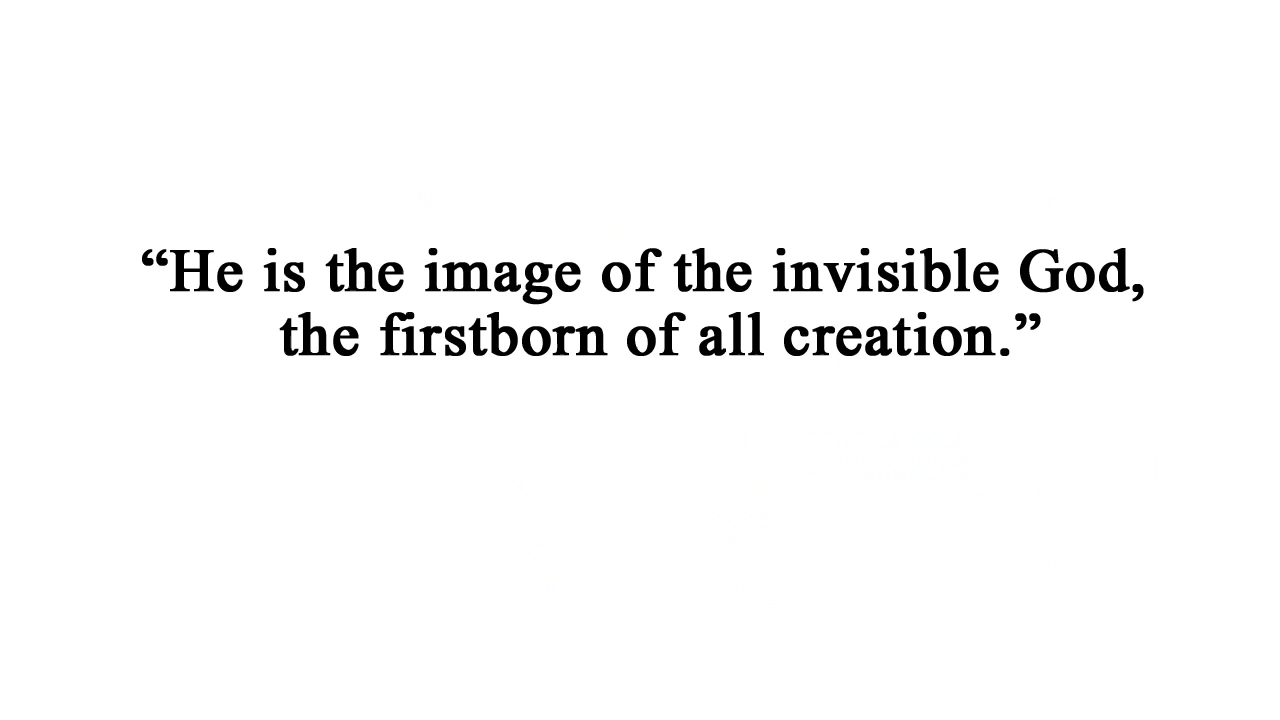 “He is the image of the invisible God,
the firstborn of all creation.”